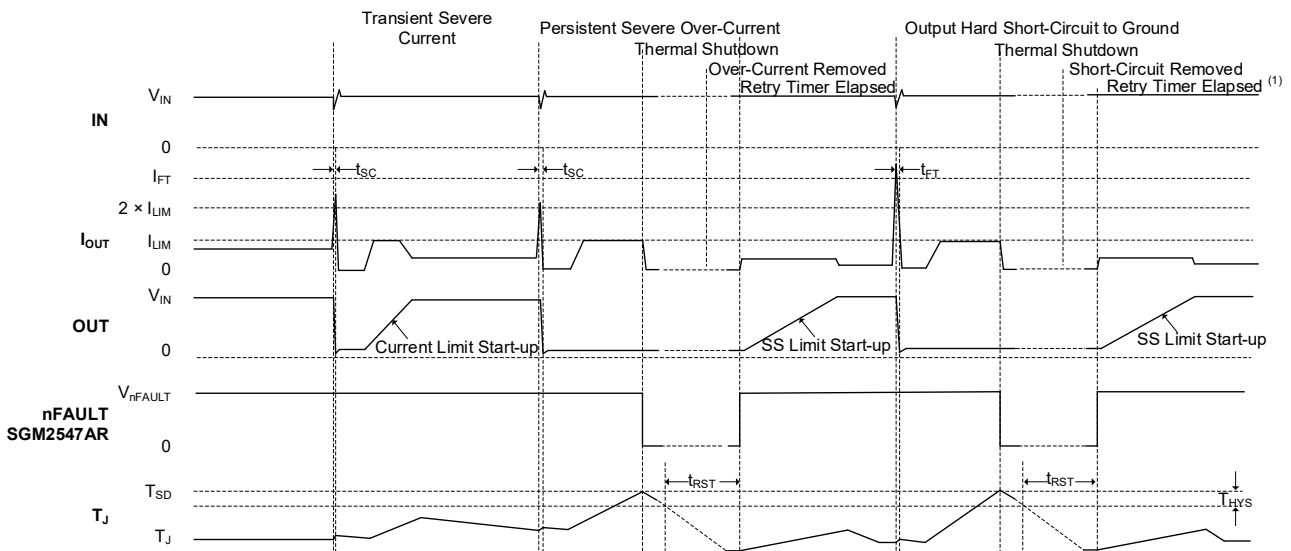 Transient Severe
Current
Persistent Severe Over-Current
Thermal Shutdown
Over-Current Removed
Retry Timer Elapsed
Output Hard Short-Circuit to Ground
Thermal Shutdown
Short-Circuit Removed
Retry Timer Elapsed (1)
IN
VIN
0
IOUT
IFT
2 × ILIM
ILIM
0
tSC
tSC
tFT
OUT
VIN
0
Current Limit Start-up
SS Limit Start-up
SS Limit Start-up
nFAULT
SGM2547AR
VnFAULT
0
TJ
TSD
TJ
tRST
tRST
THYS